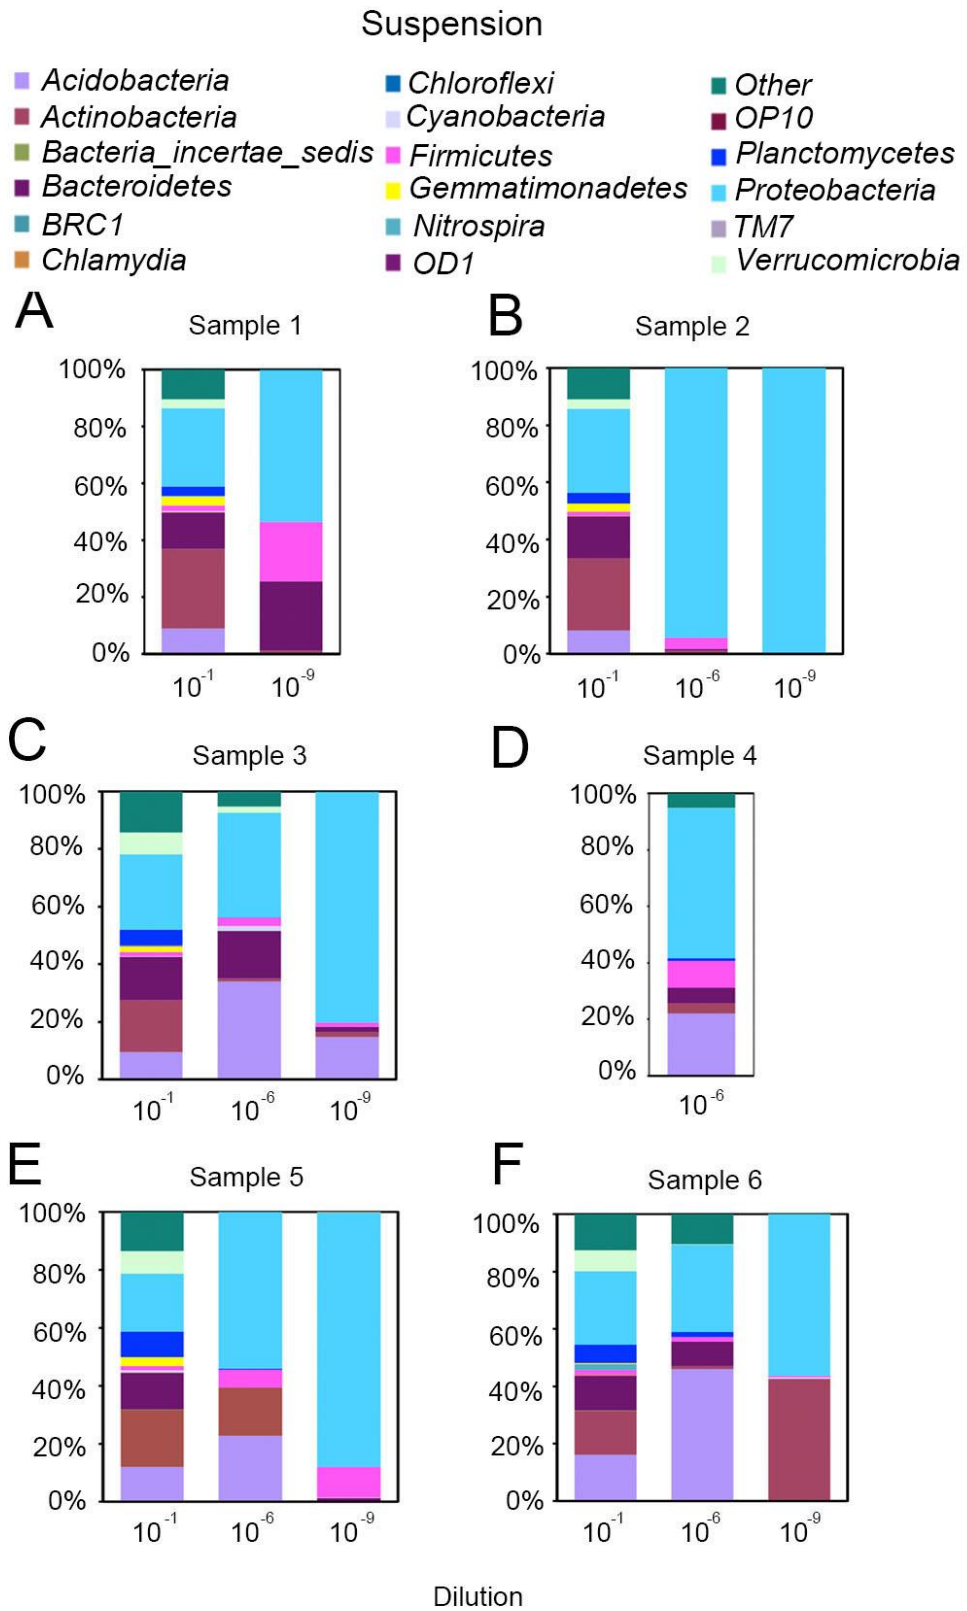 Suspension
Acidobacteria
Actinobacteria
Bacteria_incertae_sedis
Bacteroidetes
BRC1
Chlamydia
Chloroflexi
Cyanobacteria
Firmicutes
Gemmatimonadetes
Nitrospira
OD1
Other
OP10
Planctomycetes
Proteobacteria
TM7
Verrucomicrobia
A
Sample 1
100%
80%
60%
40%
20%
0%
10⁻¹ 10⁻⁹
B
Sample 2
100%
80%
60%
40%
20%
0%
10⁻¹ 10⁻⁶ 10⁻⁹
C
Sample 3
100%
80%
60%
40%
20%
0%
10⁻¹ 10⁻⁶ 10⁻⁹
D
Sample 4
100%
80%
60%
40%
20%
0%
10⁻⁶
E
Sample 5
100%
80%
60%
40%
20%
0%
10⁻¹ 10⁻⁶ 10⁻⁹
F
Sample 6
100%
80%
60%
40%
20%
0%
10⁻¹ 10⁻⁶ 10⁻⁹
Dilution